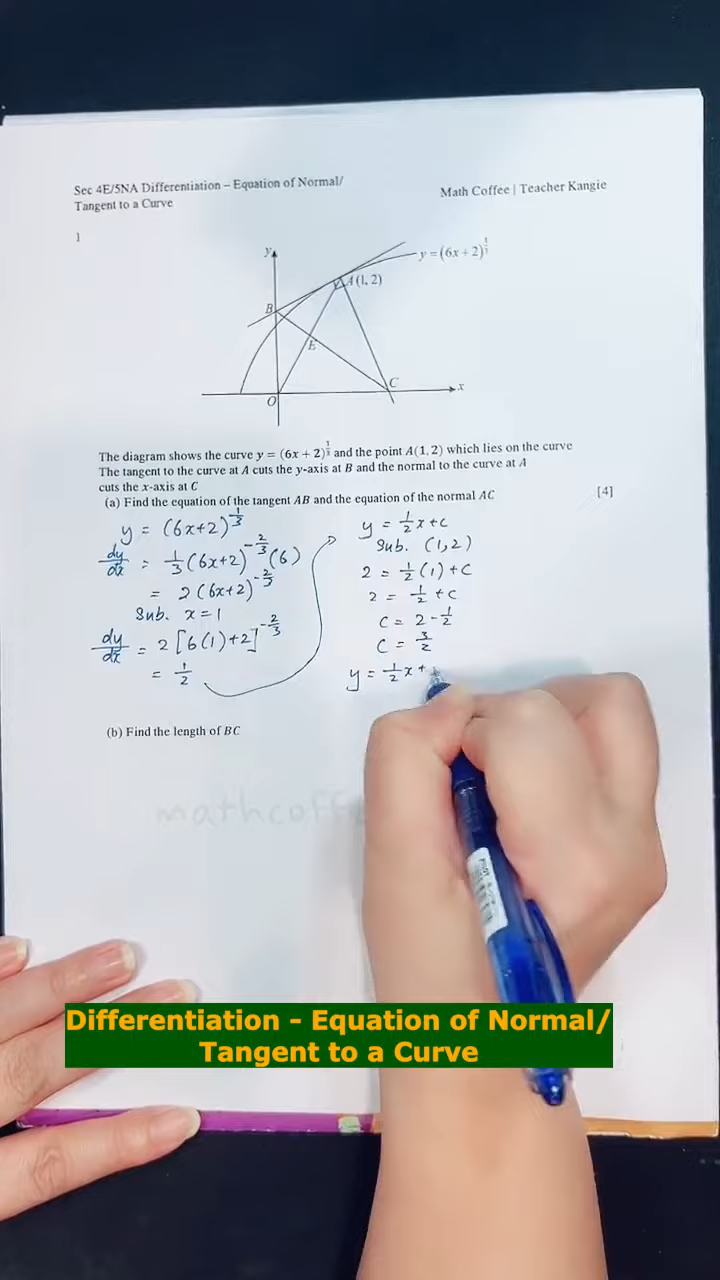 Sec 4E/5NA Differentiation – Equation of Normal/
Tangent to a Curve
Math Coffee | Teacher Kangie
1
y
y = (6x + 2)^(1/3)
A(1, 2)
B
E
C
x
O
The diagram shows the curve y = (6x + 2)^(1/3) and the point A(1, 2) which lies on the curve
The tangent to the curve at A cuts the y-axis at B and the normal to the curve at A
cuts the x-axis at C
(a) Find the equation of the tangent AB and the equation of the normal AC
[4]
y = (6x+2)^(1/3)
dy/dx = 1/3 (6x+2)^(-2/3) (6)
= 2(6x+2)^(-2/3)
Sub. x = 1
dy/dx = 2[6(1)+2]^(-2/3)
= 1/2
y = 1/2 x + c
Sub. (1,2)
2 = 1/2 (1) + c
2 = 1/2 + c
c = 2 - 1/2
c = 3/2
y = 1/2 x +
(b) Find the length of BC
mathcoff
PILOT
Differentiation - Equation of Normal/
Tangent to a Curve